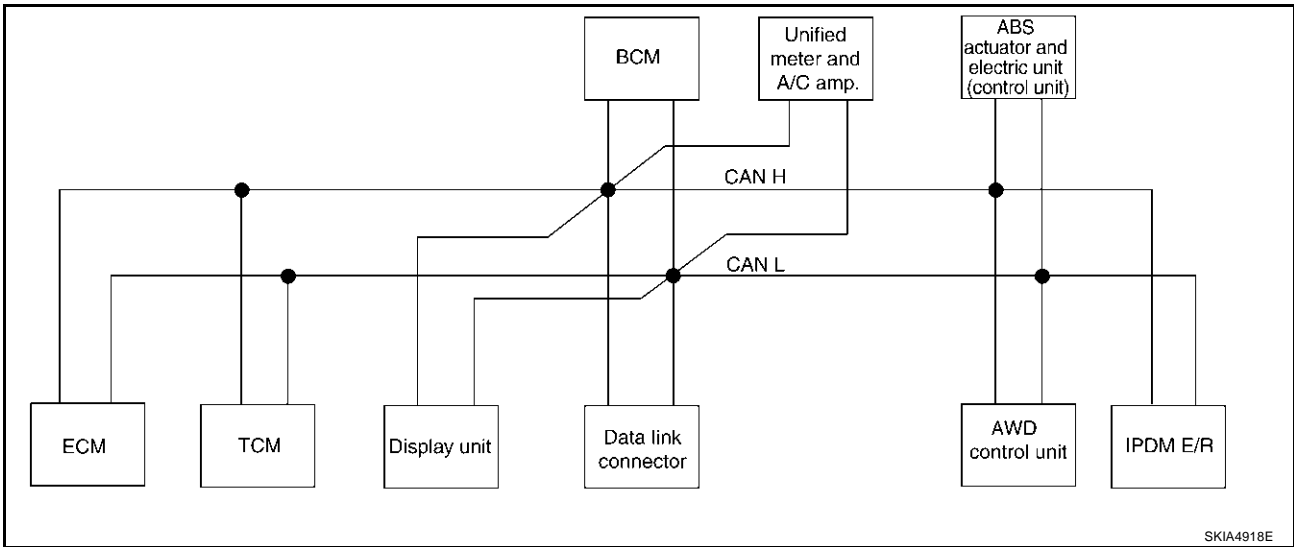 BCM
Unified
meter and
A/C amp.
ABS
actuator and
electric unit
(control unit)
CAN H
CAN L
ECM
TCM
Display unit
Data link
connector
AWD
control unit
IPDM E/R
SKIA4918E